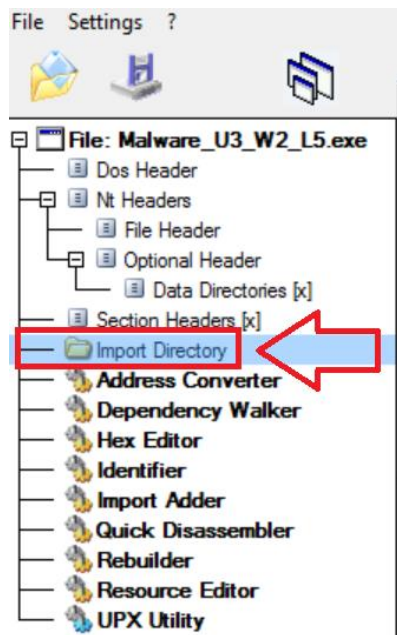 File Settings ?
File: Malware_U3_W2_L5.exe
Dos Header
Nt Headers
File Header
Optional Header
Data Directories [x]
Section Headers [x]
Import Directory
Address Converter
Dependency Walker
Hex Editor
Identifier
Import Adder
Quick Disassembler
Rebuilder
Resource Editor
UPX Utility